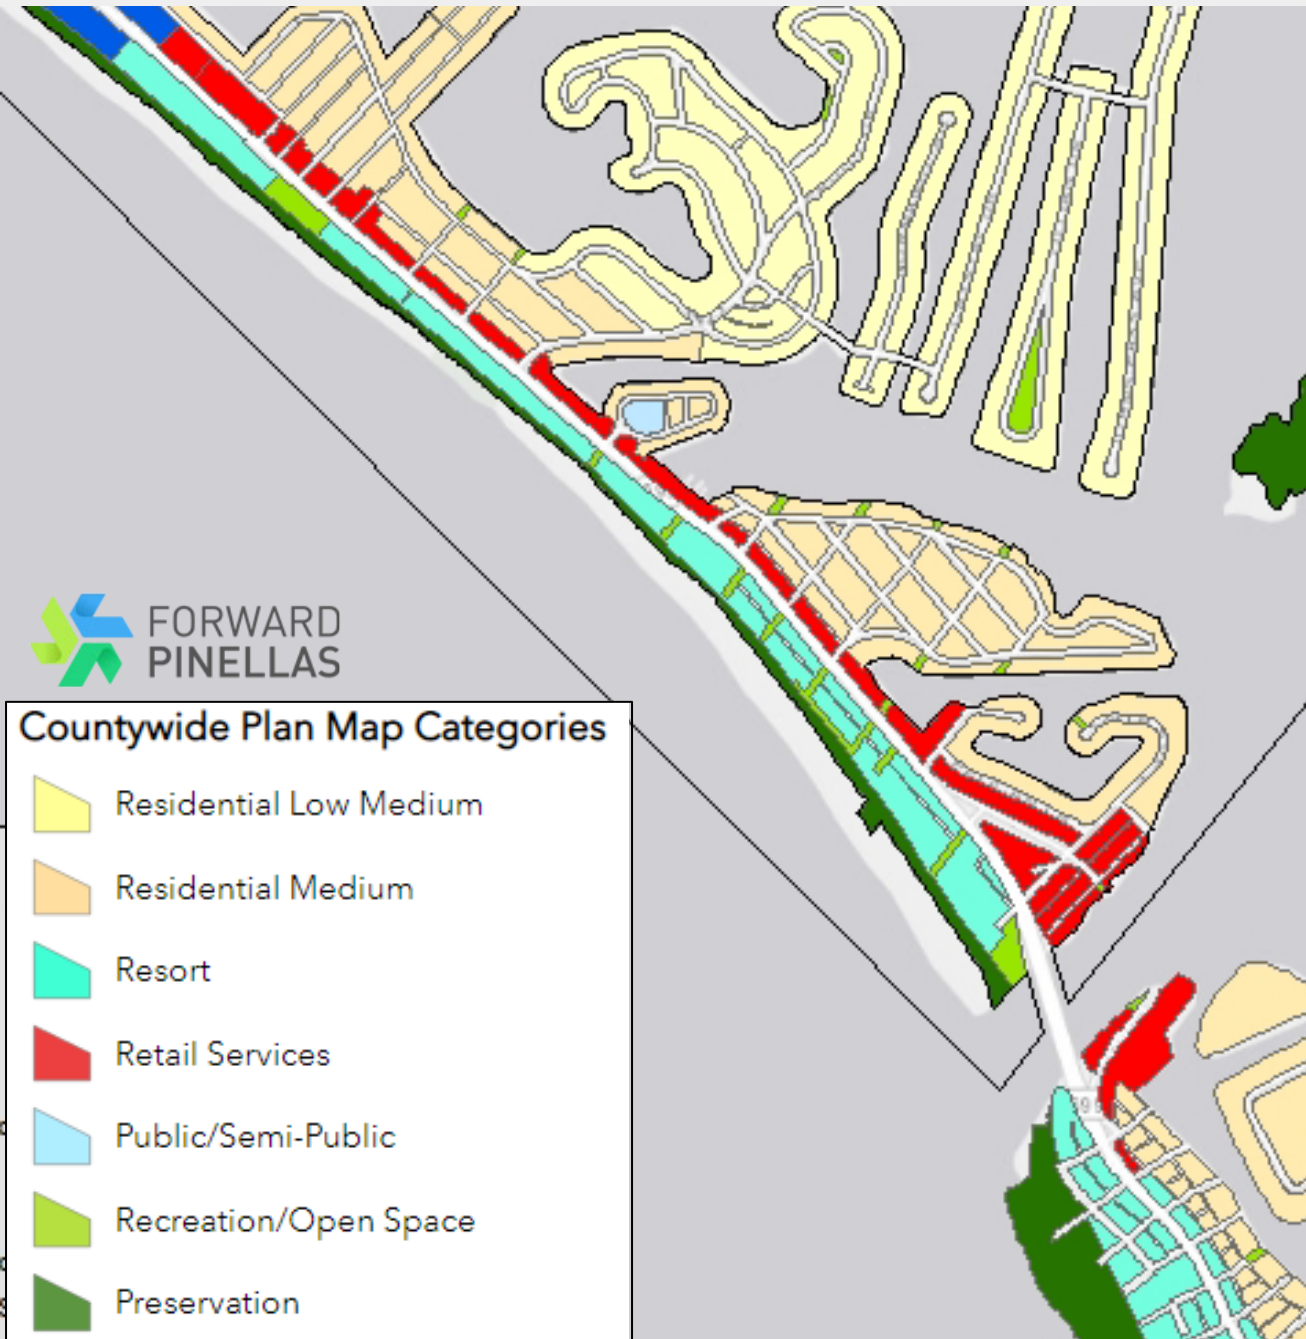 FORWARD
PINELLAS
Countywide Plan Map Categories
Residential Low Medium
Residential Medium
Resort
Retail Services
Public/Semi-Public
Recreation/Open Space
Preservation